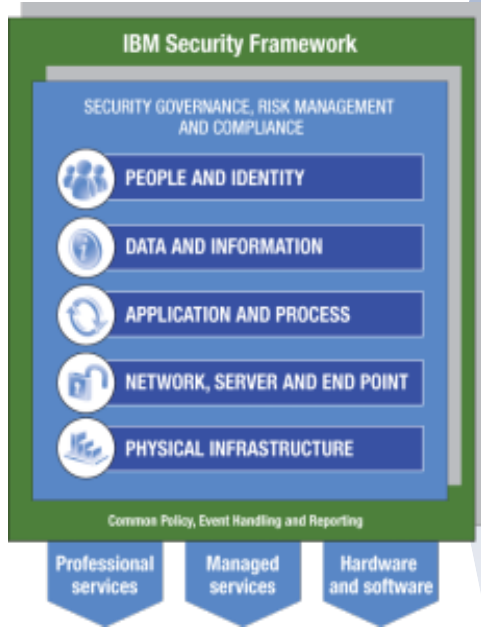 IBM Security Framework
SECURITY GOVERNANCE, RISK MANAGEMENT
AND COMPLIANCE
PEOPLE AND IDENTITY
DATA AND INFORMATION
APPLICATION AND PROCESS
NETWORK, SERVER AND END POINT
PHYSICAL INFRASTRUCTURE
Common Policy, Event Handling and Reporting
Professional
services
Managed
services
Hardware
and software